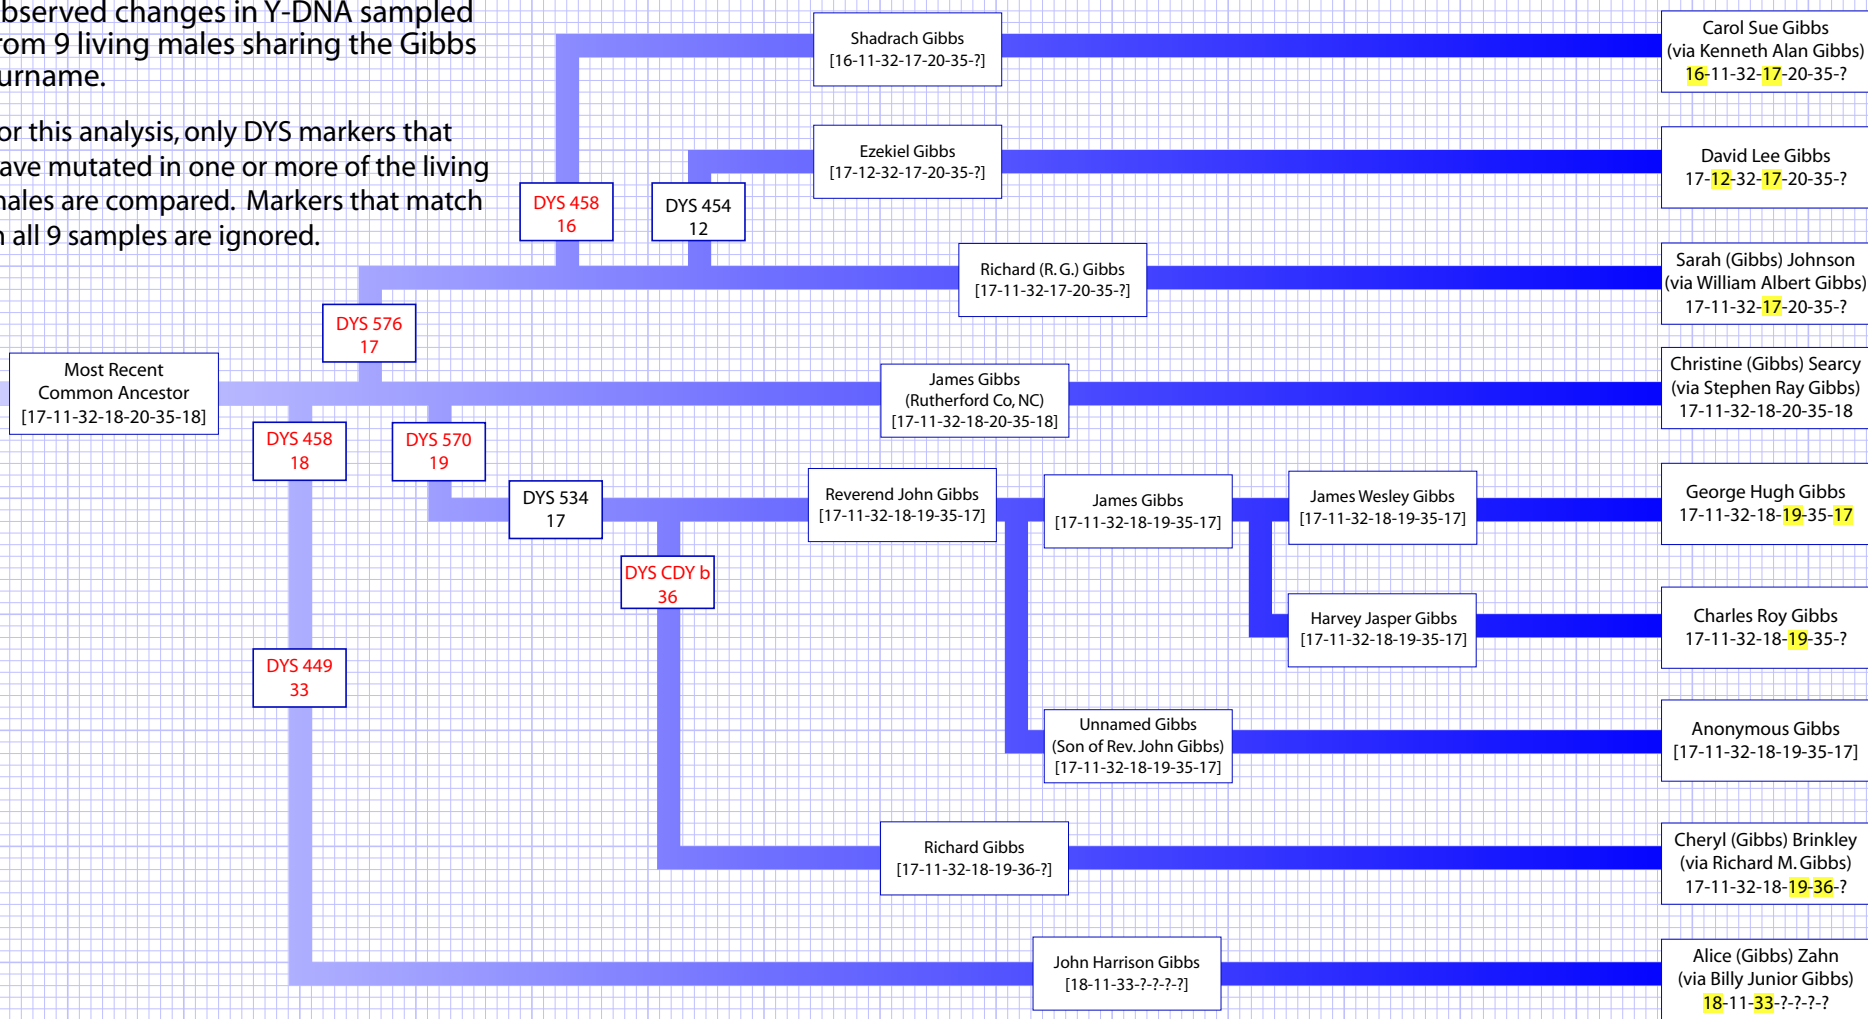 bserved changes in Y-DNA sampled
rom 9 living males sharing the Gibbs
urname.
or this analysis, only DYS markers that
ave mutated in one or more of the living
ales are compared. Markers that match
all 9 samples are ignored.
Shadrach Gibbs
[16-11-32-17-20-35-?]
Carol Sue Gibbs
(via Kenneth Alan Gibbs)
16-11-32-17-20-35-?
Ezekiel Gibbs
[17-12-32-17-20-35-?]
David Lee Gibbs
17-12-32-17-20-35-?
DYS 458
16
DYS 454
12
Richard (R. G.) Gibbs
[17-11-32-17-20-35-?]
Sarah (Gibbs) Johnson
(via William Albert Gibbs)
17-11-32-17-20-35-?
DYS 576
17
Most Recent
Common Ancestor
[17-11-32-18-20-35-18]
James Gibbs
(Rutherford Co, NC)
[17-11-32-18-20-35-18]
Christine (Gibbs) Searcy
(via Stephen Ray Gibbs)
17-11-32-18-20-35-18
DYS 458
18
DYS 570
19
DYS 534
17
Reverend John Gibbs
[17-11-32-18-19-35-17]
James Gibbs
[17-11-32-18-19-35-17]
James Wesley Gibbs
[17-11-32-18-19-35-17]
George Hugh Gibbs
17-11-32-18-19-35-17
DYS CDY b
36
Harvey Jasper Gibbs
[17-11-32-18-19-35-17]
Charles Roy Gibbs
17-11-32-18-19-35-?
DYS 449
33
Unnamed Gibbs
(Son of Rev. John Gibbs)
[17-11-32-18-19-35-17]
Anonymous Gibbs
[17-11-32-18-19-35-17]
Richard Gibbs
[17-11-32-18-19-36-?]
Cheryl (Gibbs) Brinkley
(via Richard M. Gibbs)
17-11-32-18-19-36-?
John Harrison Gibbs
[18-11-33-?-?-?-?]
Alice (Gibbs) Zahn
(via Billy Junior Gibbs)
18-11-33-?-?-?-?